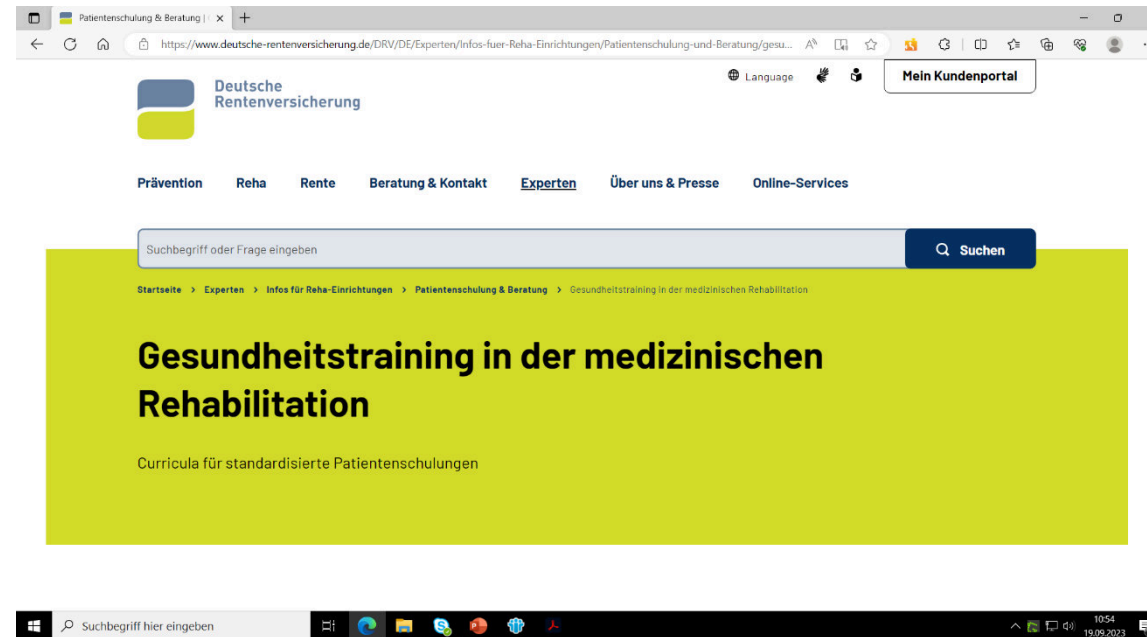 Patientenschulung & Beratung |
https://www.deutsche-rentenversicherung.de/DRV/DE/Experten/Infos-fuer-Reha-Einrichtungen/Patientenschulung-und-Beratung/gesu...
Deutsche
Rentenversicherung
Language
Mein Kundenportal
Prävention Reha Rente Beratung & Kontakt Experten Über uns & Presse Online-Services
Suchbegriff oder Frage eingeben
Suchen
Startseite > Experten > Infos für Reha-Einrichtungen > Patientenschulung & Beratung > Gesundheitstraining in der medizinischen Rehabilitation
Gesundheitstraining in der medizinischen
Rehabilitation
Curricula für standardisierte Patientenschulungen
Suchbegriff hier eingeben
10:54
19.09.2023